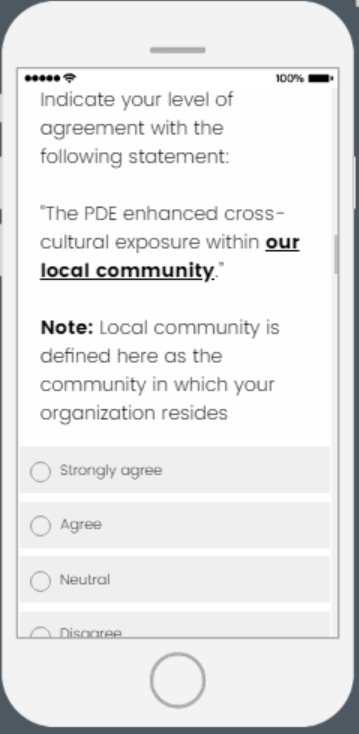 100%
Indicate your level of
agreement with the
following statement:
"The PDE enhanced cross-
cultural exposure within our
local community."
Note: Local community is
defined here as the
community in which your
organization resides
Strongly agree
Agree
Neutral
Disagree